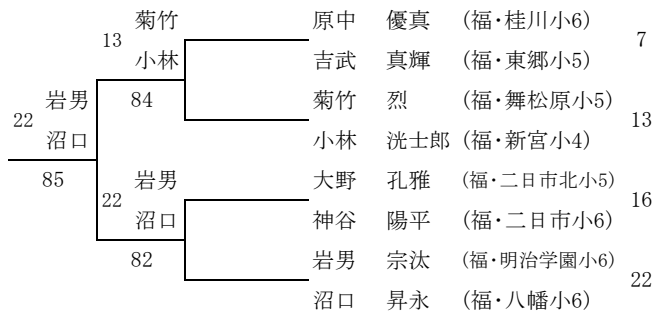 原中 優真 (福・桂川小6) 7
吉武 真輝 (福・東郷小5)
菊竹 烈 (福・舞松原小5) 13
小林 洸士郎 (福・新宮小4)
大野 孔雅 (福・二日市北小5) 16
神谷 陽平 (福・二日市小6)
岩男 宗汰 (福・明治学園小6) 22
沼口 昇永 (福・八幡小6)
13 菊竹
小林
84
22 岩男
沼口
82
22 岩男
沼口
85